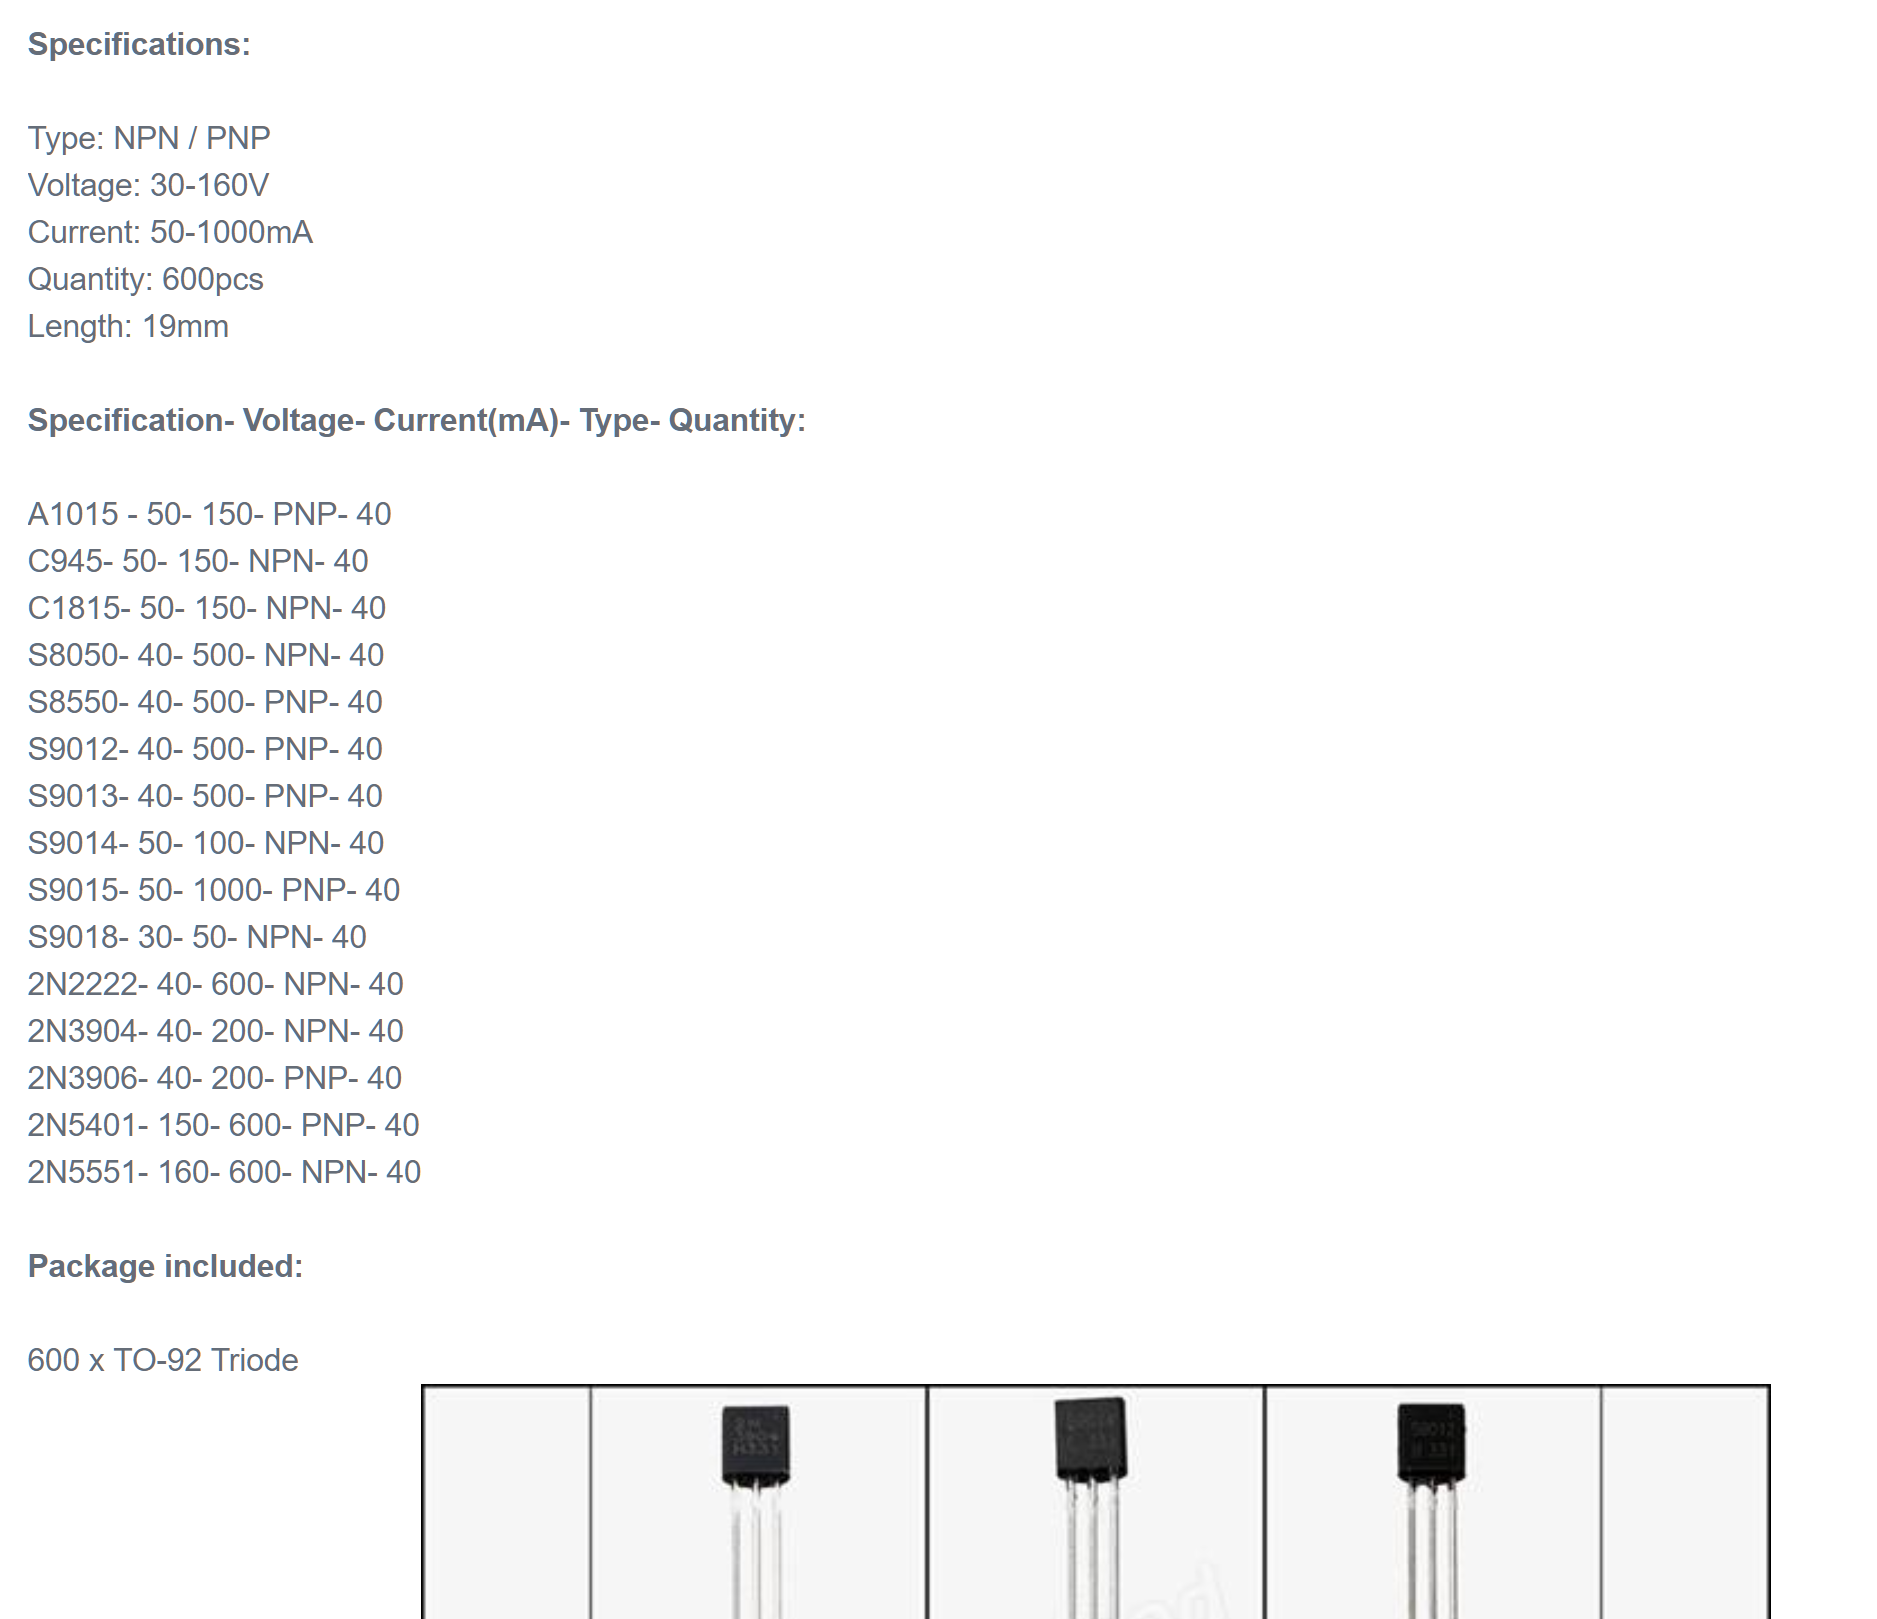 Specifications:
Type: NPN / PNP
Voltage: 30-160V
Current: 50-1000mA
Quantity: 600pcs
Length: 19mm
Specification- Voltage- Current(mA)- Type- Quantity:
A1015 - 50- 150- PNP- 40
C945- 50- 150- NPN- 40
C1815- 50- 150- NPN- 40
S8050- 40- 500- NPN- 40
S8550- 40- 500- PNP- 40
S9012- 40- 500- PNP- 40
S9013- 40- 500- PNP- 40
S9014- 50- 100- NPN- 40
S9015- 50- 1000- PNP- 40
S9018- 30- 50- NPN- 40
2N2222- 40- 600- NPN- 40
2N3904- 40- 200- NPN- 40
2N3906- 40- 200- PNP- 40
2N5401- 150- 600- PNP- 40
2N5551- 160- 600- NPN- 40
Package included:
600 x TO-92 Triode
2N
3904
H331